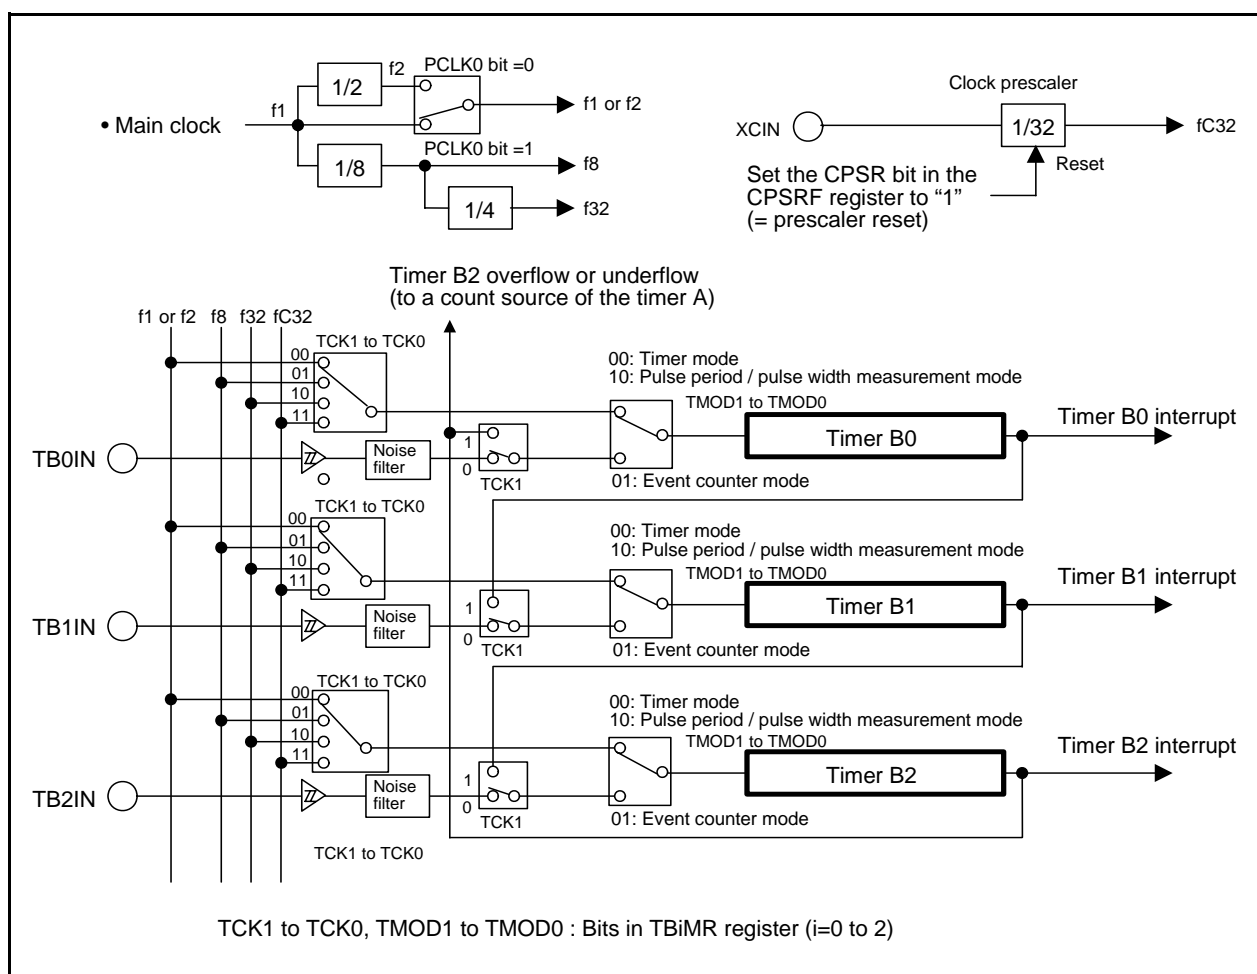 f2
PCLK0 bit =0
1/2
f1
f1 or f2
• Main clock
PCLK0 bit =1
1/8
f8
1/4
f32
Clock prescaler
XCIN
1/32
fC32
Reset
Set the CPSR bit in the
CPSRF register to “1”
(= prescaler reset)
Timer B2 overflow or underflow
(to a count source of the timer A)
f1 or f2
f8
f32
fC32
TCK1 to TCK0
00
01
10
11
00: Timer mode
10: Pulse period / pulse width measurement mode
TMOD1 to TMOD0
Timer B0
Timer B0 interrupt
TB0IN
Noise
filter
1
0
TCK1
01: Event counter mode
TCK1 to TCK0
00
01
10
11
00: Timer mode
10: Pulse period / pulse width measurement mode
TMOD1 to TMOD0
Timer B1
Timer B1 interrupt
TB1IN
Noise
filter
1
0
TCK1
01: Event counter mode
TCK1 to TCK0
00
01
10
11
00: Timer mode
10: Pulse period / pulse width measurement mode
TMOD1 to TMOD0
Timer B2
Timer B2 interrupt
TB2IN
Noise
filter
1
0
TCK1
01: Event counter mode
TCK1 to TCK0
TCK1 to TCK0, TMOD1 to TMOD0 : Bits in TBiMR register (i=0 to 2)